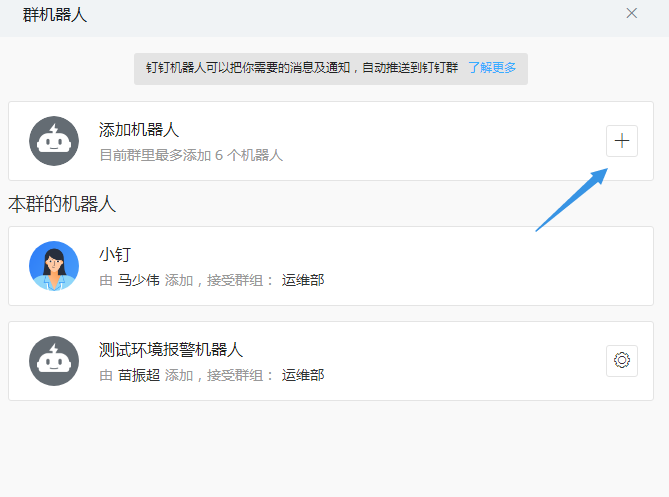 群机器人
钉钉机器人可以把你需要的消息及通知，自动推送到钉钉群 了解更多
添加机器人
目前群里最多添加 6 个机器人
本群的机器人
小钉
由 马少伟 添加，接受群组： 运维部
测试环境报警机器人
由 苗振超 添加，接受群组： 运维部